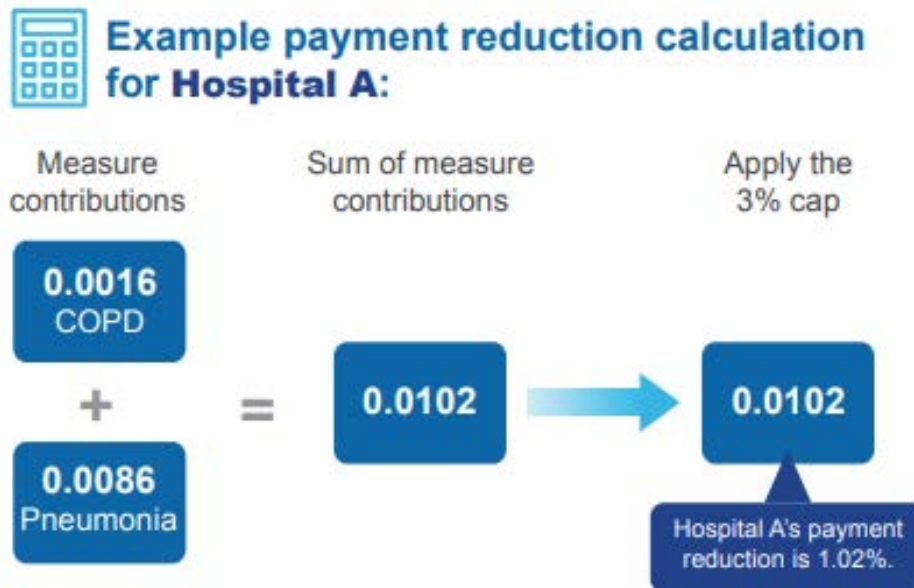 Example payment reduction calculation
for Hospital A:
Measure
contributions
Sum of measure
contributions
Apply the
3% cap
0.0016
COPD
+
0.0086
Pneumonia
=
0.0102
0.0102
Hospital A's payment
reduction is 1.02%.